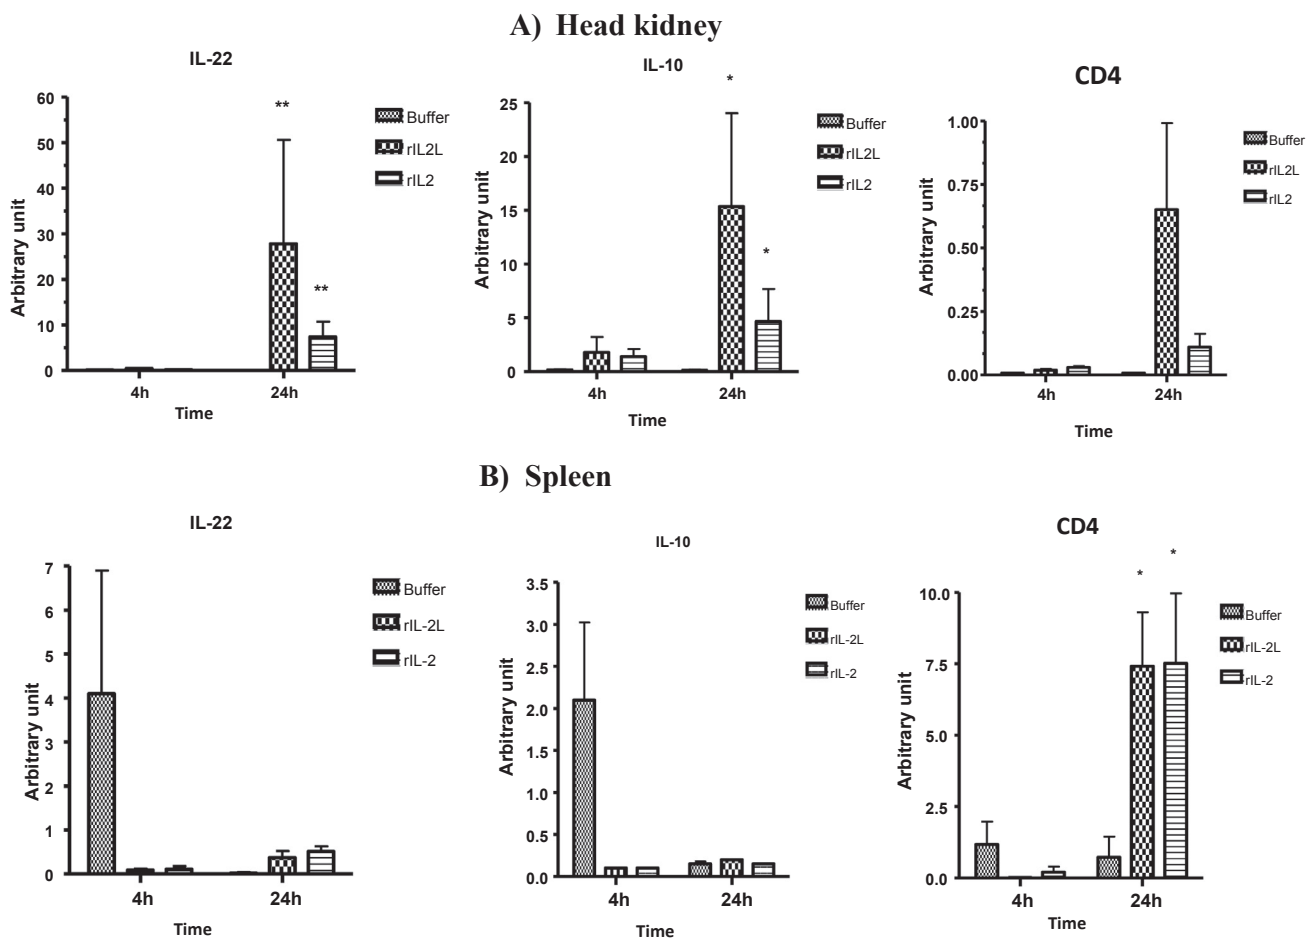 A) Head kidney
IL-22
60
50
40
30
20
10
0
Arbitrary unit
**
**
4h
24h
Time
Buffer
rIL2L
rIL2
IL-10
25
20
15
10
5
0
Arbitrary unit
*
*
4h
24h
Time
Buffer
rIL2L
rIL2
CD4
1.00
0.75
0.50
0.25
0.00
Arbitrary unit
4h
24h
Time
Buffer
rIL2L
rIL2
B) Spleen
IL-22
7
6
5
4
3
2
1
0
Arbitrary unit
4h
24h
Time
Buffer
rIL-2L
rIL-2
IL-10
3.5
3.0
2.5
2.0
1.5
1.0
0.5
0.0
Arbitrary unit
4h
24h
Time
Buffer
rIL-2L
rIL-2
CD4
10.0
7.5
5.0
2.5
0.0
Arbitrary unit
*
*
4h
24h
Time
Buffer
rIL-2L
rIL-2